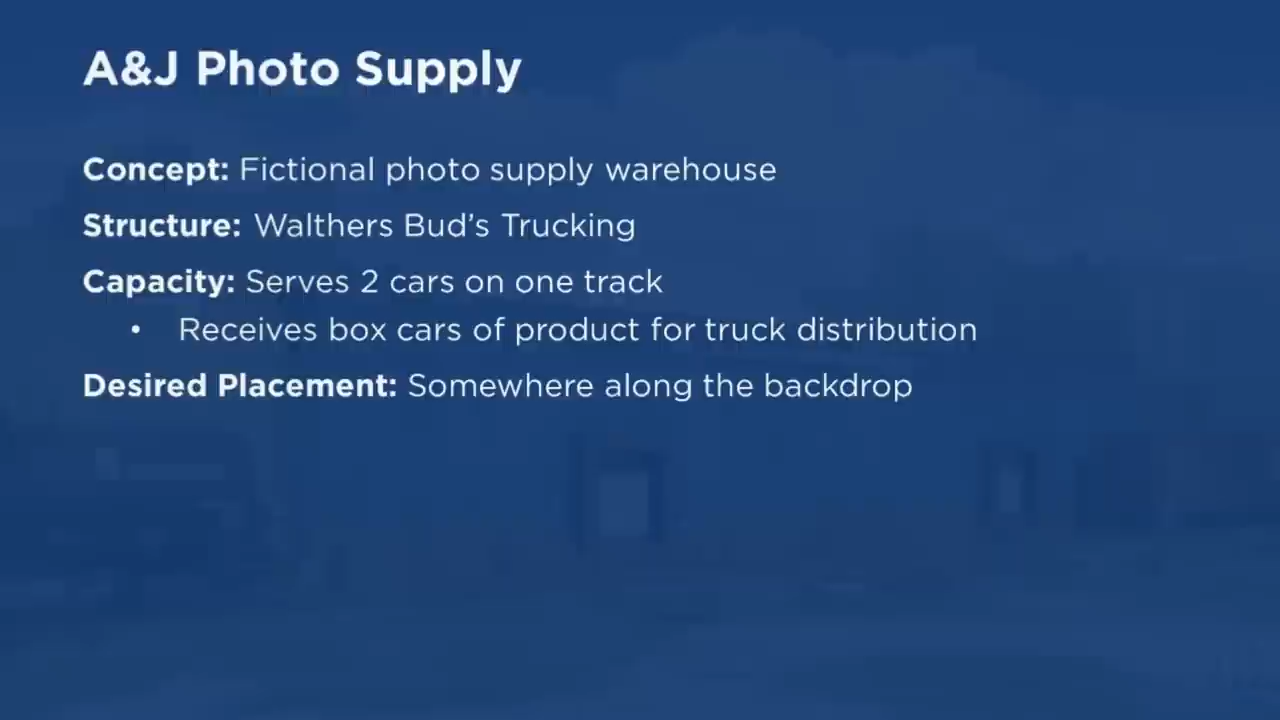 A&J Photo Supply
Concept: Fictional photo supply warehouse
Structure: Walthers Bud’s Trucking
Capacity: Serves 2 cars on one track
• Receives box cars of product for truck distribution
Desired Placement: Somewhere along the backdrop